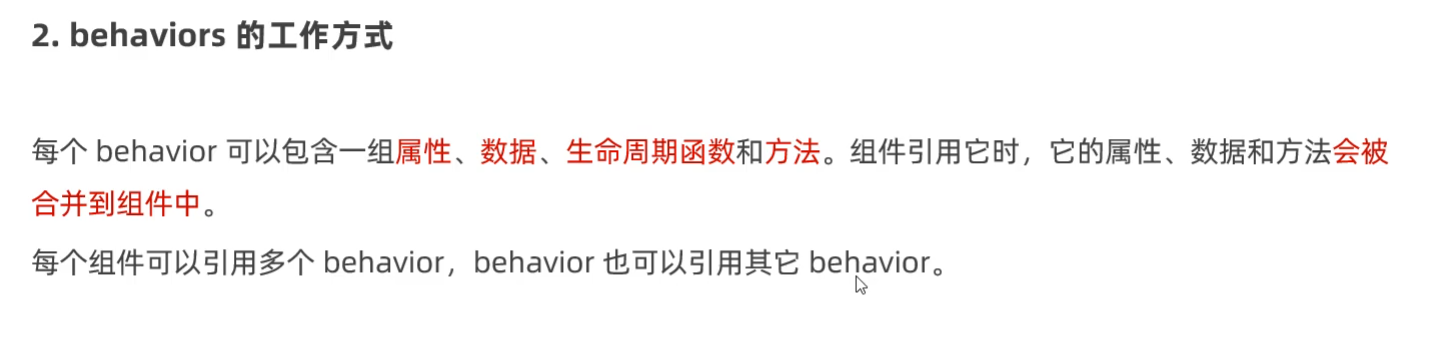 2. behaviors 的工作方式
每个 behavior 可以包含一组属性、数据、生命周期函数和方法。组件引用它时，它的属性、数据和方法会被
合并到组件中。
每个组件可以引用多个 behavior，behavior 也可以引用其它 behavior。